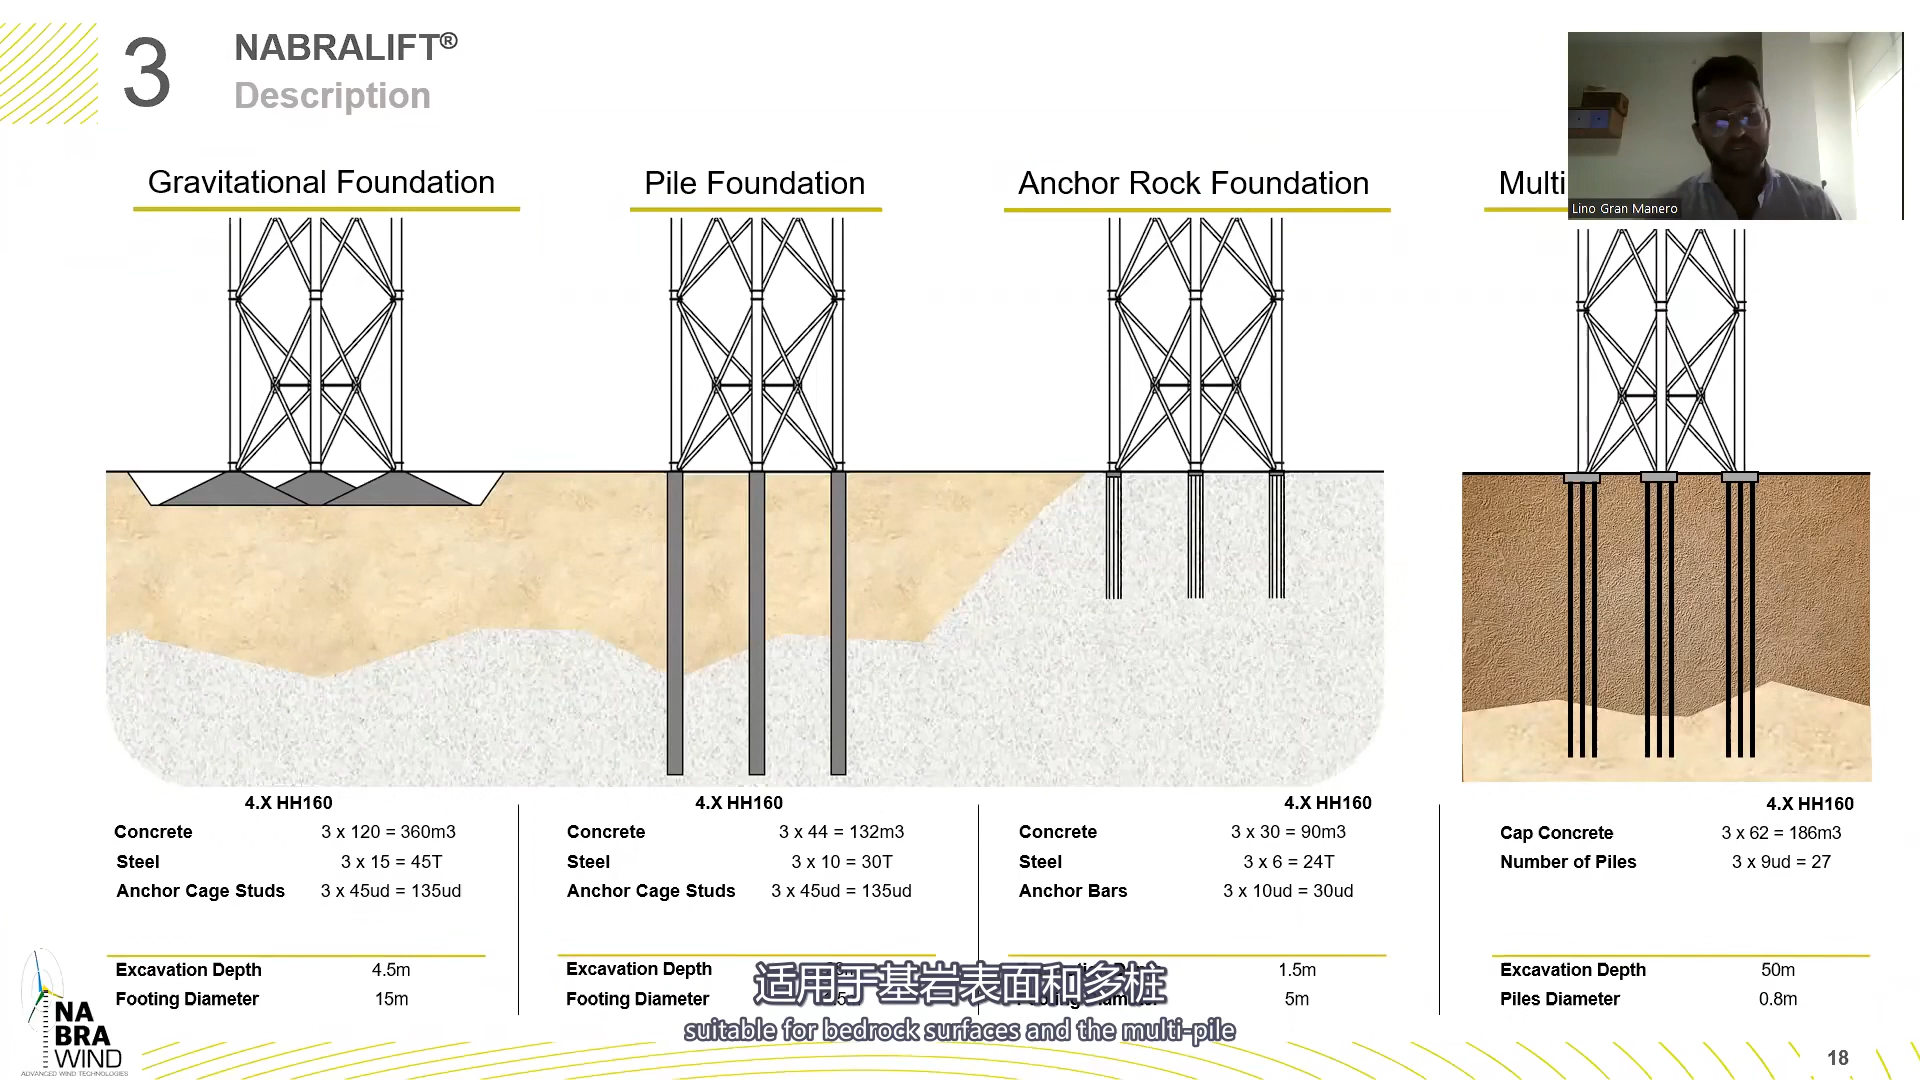 3
NABRALIFT®
Description
Lino Gran Manero
Gravitational Foundation
Pile Foundation
Anchor Rock Foundation
Multi
4.X HH160
Concrete 3 x 120 = 360m3
Steel 3 x 15 = 45T
Anchor Cage Studs 3 x 45ud = 135ud
Excavation Depth 4.5m
Footing Diameter 15m
4.X HH160
Concrete 3 x 44 = 132m3
Steel 3 x 10 = 30T
Anchor Cage Studs 3 x 45ud = 135ud
Excavation Depth
Footing Diameter
4.X HH160
Concrete 3 x 30 = 90m3
Steel 3 x 6 = 24T
Anchor Bars 3 x 10ud = 30ud
1.5m
5m
4.X HH160
Cap Concrete 3 x 62 = 186m3
Number of Piles 3 x 9ud = 27
Excavation Depth 50m
Piles Diameter 0.8m
适用于基岩表面和多桩
suitable for bedrock surfaces and the multi-pile
NA
BRA
WIND
ADVANCED WIND TECHNOLOGIES
18